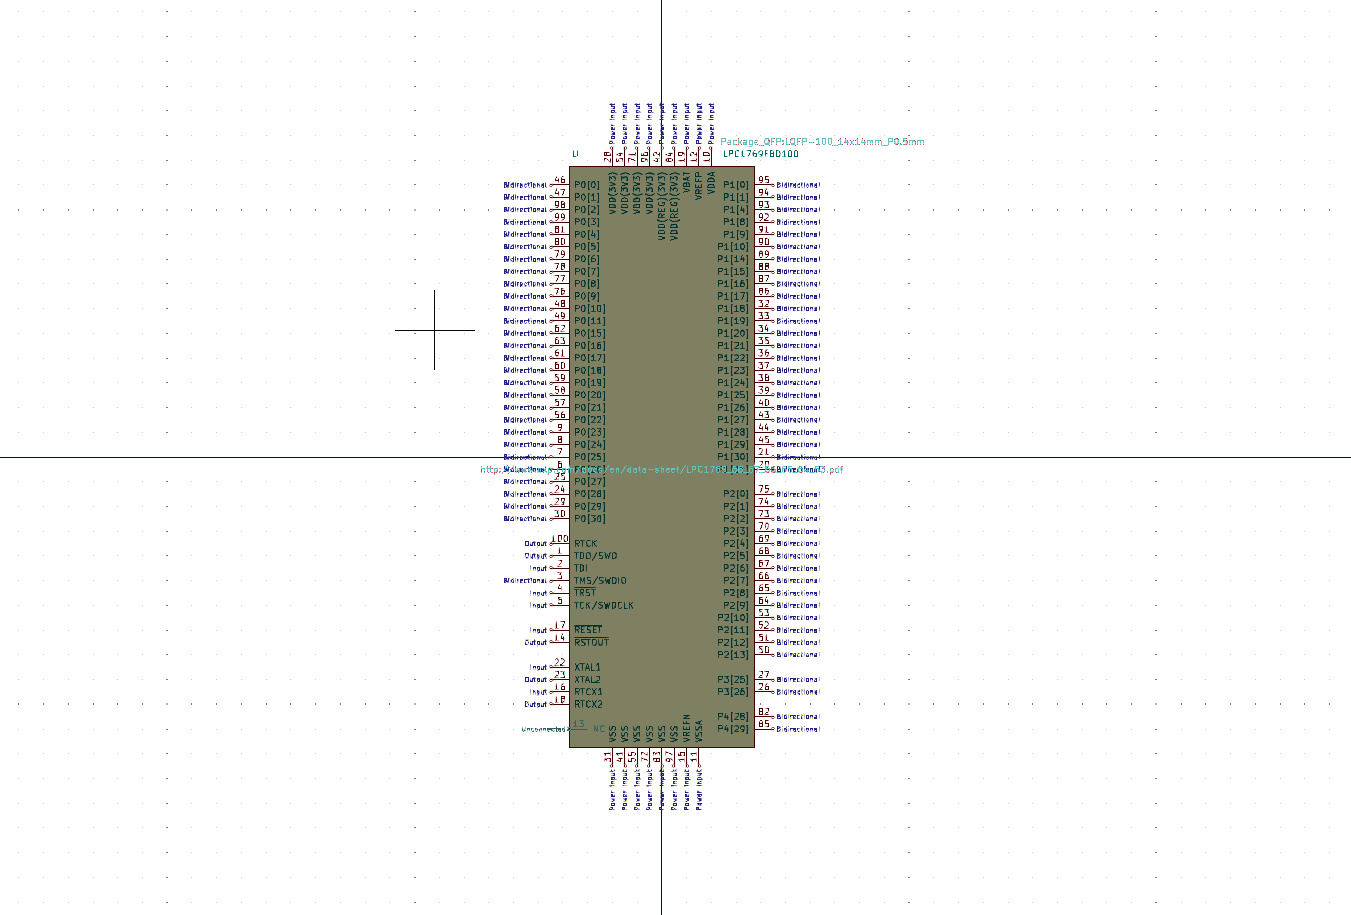 Power Input Power Input Power Input Power Input Power Input Power Input Power Input Power Input Power Input
Package_QFP:LQFP-100_14x14mm_P0.5mm
U LPC1769FBD100
28 54 71 96 42 84 19 12 10
VDD(3V3) VDD(3V3) VDD(3V3) VDD(3V3) VDD(REG)(3V3) VDD(REG)(3V3) VBAT VREFP VDDA
Bidirectional 46 P0[0] P1[0] 95 Bidirectional
Bidirectional 47 P0[1] P1[1] 94 Bidirectional
Bidirectional 98 P0[2] P1[4] 93 Bidirectional
Bidirectional 99 P0[3] P1[8] 92 Bidirectional
Bidirectional 81 P0[4] P1[9] 91 Bidirectional
Bidirectional 80 P0[5] P1[10] 90 Bidirectional
Bidirectional 79 P0[6] P1[14] 89 Bidirectional
Bidirectional 78 P0[7] P1[15] 88 Bidirectional
Bidirectional 77 P0[8] P1[16] 87 Bidirectional
Bidirectional 76 P0[9] P1[17] 86 Bidirectional
Bidirectional 48 P0[10] P1[18] 32 Bidirectional
Bidirectional 49 P0[11] P1[19] 33 Bidirectional
Bidirectional 62 P0[15] P1[20] 34 Bidirectional
Bidirectional 63 P0[16] P1[21] 35 Bidirectional
Bidirectional 61 P0[17] P1[22] 36 Bidirectional
Bidirectional 60 P0[18] P1[23] 37 Bidirectional
Bidirectional 59 P0[19] P1[24] 38 Bidirectional
Bidirectional 58 P0[20] P1[25] 39 Bidirectional
Bidirectional 57 P0[21] P1[26] 40 Bidirectional
Bidirectional 56 P0[22] P1[27] 43 Bidirectional
Bidirectional 9 P0[23] P1[28] 44 Bidirectional
Bidirectional 8 P0[24] P1[29] 45 Bidirectional
Bidirectional 7 P0[25] P1[30] 21 Bidirectional
6 20
Bidirectional 25 P0[27]
Bidirectional 24 P0[28] P2[0] 75 Bidirectional
Bidirectional 29 P0[29] P2[1] 74 Bidirectional
Bidirectional 30 P0[30] P2[2] 73 Bidirectional
P2[3] 70 Bidirectional
Output 100 RTCK P2[4] 69 Bidirectional
Output 1 TDO/SWO P2[5] 68 Bidirectional
Input 2 TDI P2[6] 67 Bidirectional
Bidirectional 3 TMS/SWDIO P2[7] 66 Bidirectional
Input 4 TRST P2[8] 65 Bidirectional
Input 5 TCK/SWDCLK P2[9] 64 Bidirectional
P2[10] 53 Bidirectional
Input 17 RESET P2[11] 52 Bidirectional
Output 14 RSTOUT P2[12] 51 Bidirectional
P2[13] 50 Bidirectional
Input 22 XTAL1
Output 23 XTAL2 P3[25] 27 Bidirectional
Input 16 RTCX1 P3[26] 26 Bidirectional
Output 18 RTCX2
P4[28] 82 Bidirectional
Unconnected 13 NC P4[29] 85 Bidirectional
VSS VSS VSS VSS VSS VSS VREFN VSSA
31 41 55 72 83 97 15 11
Power Input Power Input Power Input Power Input Power Input Power Input Power Input Power Input